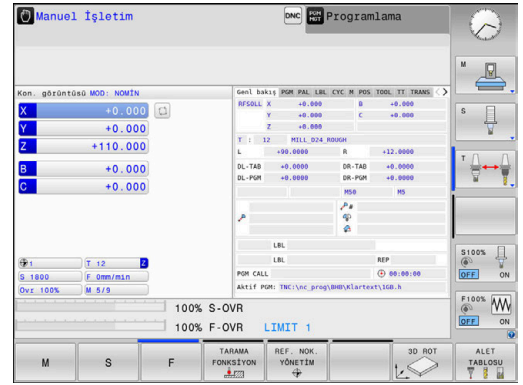 Manuel İşletim
DNC
PGM MGT
Programlama
Kon. görüntüsü MOD: NOMİN
X +0.000
Y +0.000
Z +110.000
B +0.000
C +0.000
1 T 12 Z
S 1800 F 0mm/min
Ovr 100% M 5/9
Genl bakış PGM PAL LBL CYC M POS TOOL TT TRANS
RFSOLL X +0.000 B +0.000
Y +0.000 C +0.000
Z +0.000
T : 12 MILL_D24_ROUGH
L +90.0000 R +12.0000
DL-TAB +0.0000 DR-TAB +0.0000
DL-PGM +0.0000 DR-PGM +0.0000
M50 M5
P #
P
LBL
LBL REP
PGM CALL 00:00:00
Aktif PGM: TNC:\nc_prog\BHB\Klartext\1GB.h
100% S-OVR
100% F-OVR LIMIT 1
M
S
T
S100%
OFF ON
F100%
OFF ON
M
S
F
TARAMA FONKSİYON
REF. NOK. YÖNETİM
3D ROT
ALET TABLOSU